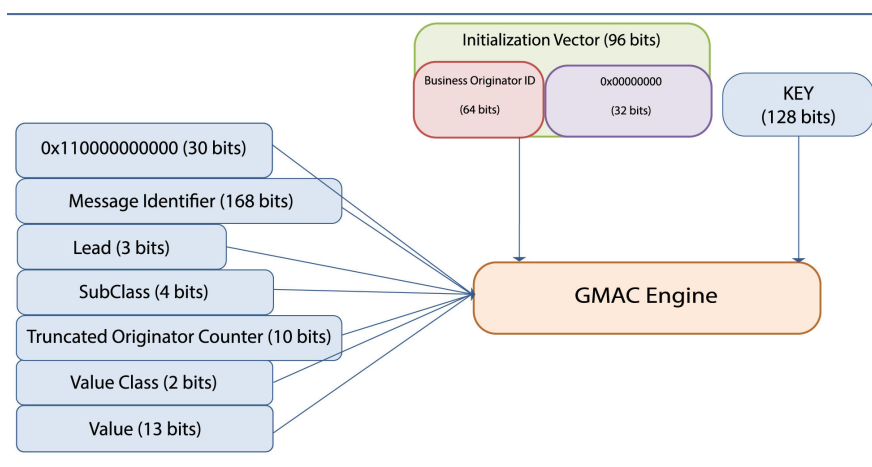 Initialization Vector (96 bits)
Business Originator ID
(64 bits)
0x00000000
(32 bits)
KEY
(128 bits)
0x110000000000 (30 bits)
Message Identifier (168 bits)
Lead (3 bits)
SubClass (4 bits)
Truncated Originator Counter (10 bits)
Value Class (2 bits)
Value (13 bits)
GMAC Engine